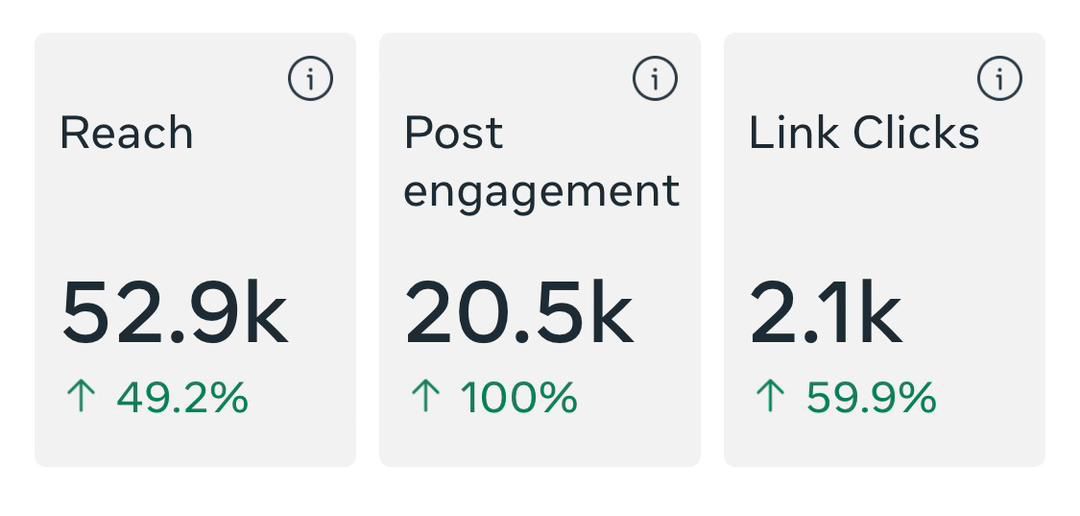 Reach
52.9k
↑ 49.2%
Post
engagement
20.5k
↑ 100%
Link Clicks
2.1k
↑ 59.9%